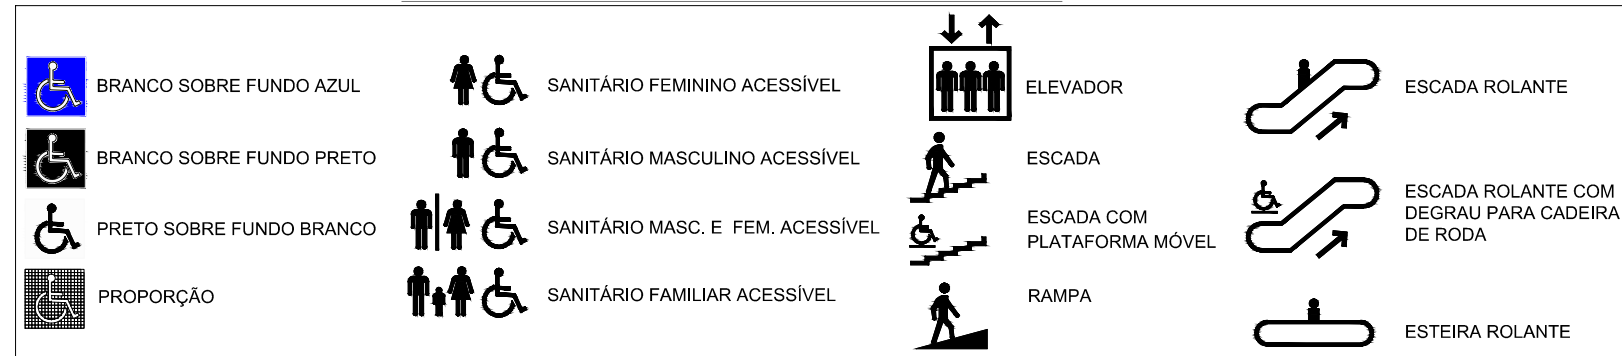 BRANCO SOBRE FUNDO AZUL
BRANCO SOBRE FUNDO PRETO
PRETO SOBRE FUNDO BRANCO
PROPORÇÃO
SANITÁRIO FEMININO ACESSÍVEL
SANITÁRIO MASCULINO ACESSÍVEL
SANITÁRIO MASC. E FEM. ACESSÍVEL
SANITÁRIO FAMILIAR ACESSÍVEL
ELEVADOR
ESCADA
ESCADA COM
PLATAFORMA MÓVEL
RAMPA
ESCADA ROLANTE
ESCADA ROLANTE COM
DEGRAU PARA CADEIRA
DE RODA
ESTEIRA ROLANTE